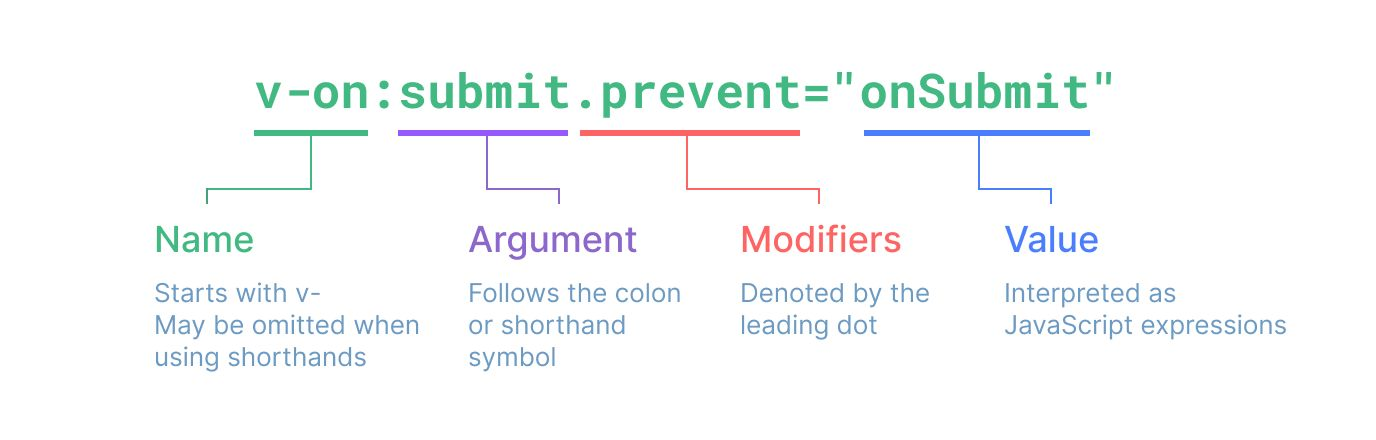 v-on:submit.prevent="onSubmit"
Name
Starts with v-
May be omitted when
using shorthands
Argument
Follows the colon
or shorthand
symbol
Modifiers
Denoted by the
leading dot
Value
Interpreted as
JavaScript expressions